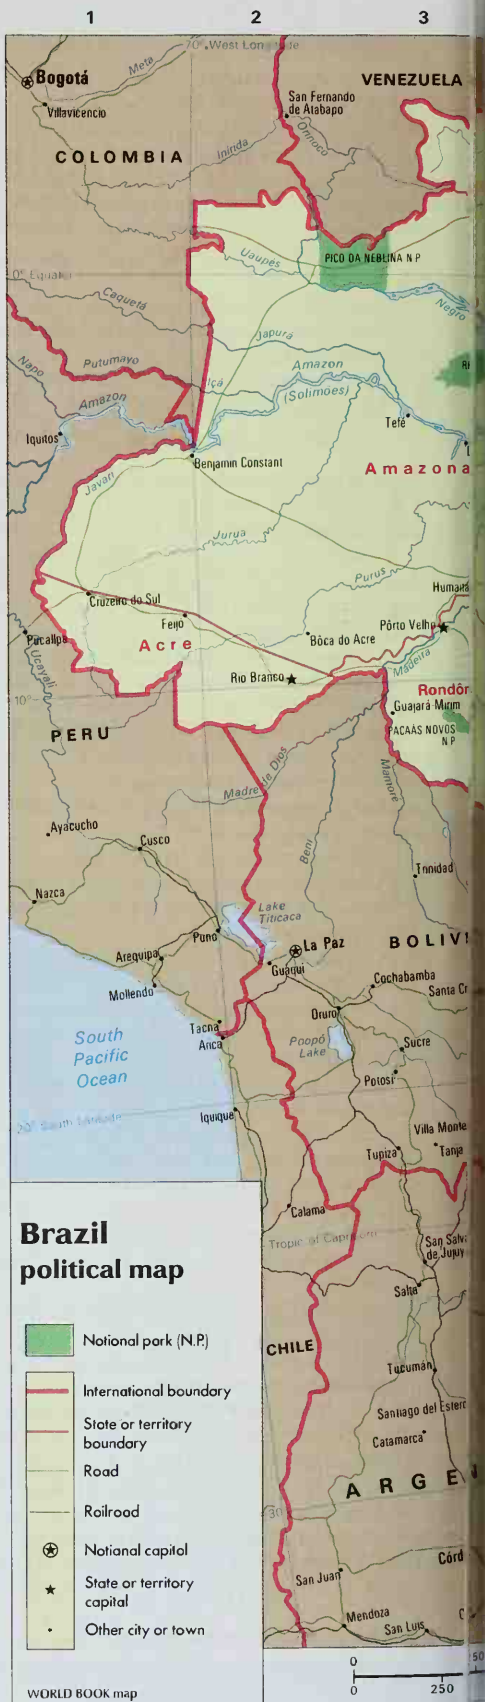 1
2
3
70° West Longitude
Bogotá
Meta
VENEZUELA
Villavicencio
San Fernando
de Atabapo
Orinoco
Inirida
COLOMBIA
Uaupés
PICO DA NEBLINA N.P.
0° Equator
Negro
Caquetá
Japurá
Napo
Putumayo
Amazon
(Solimões)
Içá
Amazon
Tefé
Iquitos
Benjamin Constant
Amazona
Javari
Jurua
Purus
Humaitá
Cruzeiro do Sul
Feijó
Pôrto Velho
Pucallpa
Acre
Bôca do Acre
Madeira
Ucayali
Rio Branco
Rondôn
10°
Guajará-Mirim
PERU
PACAÁS NOVOS
N.P.
Madre de Dios
Mamoré
Ayacucho
Cusco
Beni
Trinidad
Nazca
Lake
Titicaca
Puno
La Paz
BOLIVI
Arequipa
Guaqui
Mollendo
Cochabamba
Santa Cr
Tacna
Oruro
Arica
South
Pacific
Ocean
Poopó
Lake
Sucre
Potosí
20° South Latitude
Iquique
Villa Monte
Tupiza
Tarija
Calama
Brazil
political map
Tropic of Capricorn
San Salva
de Jujuy
Salta
National park (N.P.)
CHILE
Tucumán
International boundary
State or territory
boundary
Santiago del Estero
Catamarca
Road
ARGEN
Railroad
30°
National capital
Córd
State or territory
capital
San Juan
Other city or town
Mendoza
San Luis
WORLD BOOK map
0
0
250